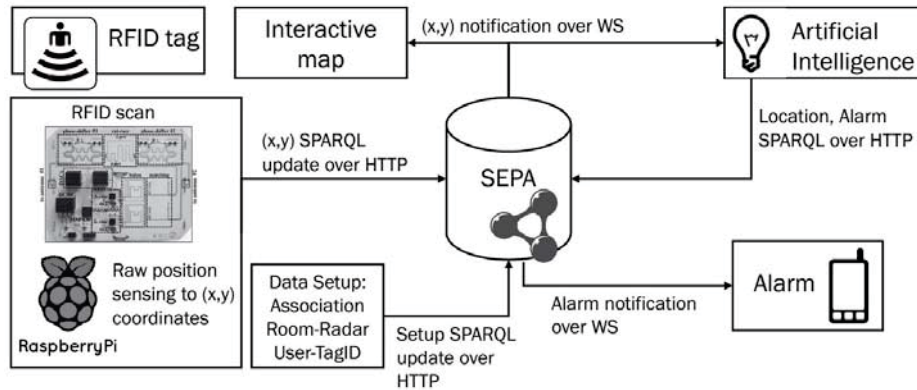 RFID tag
Interactive
map
(x,y) notification over WS
Artificial
Intelligence
RFID scan
(x,y) SPARQL
update over HTTP
SEPA
Location, Alarm
SPARQL over HTTP
Raw position
sensing to (x,y)
coordinates
RaspberryPi
Data Setup:
Association
Room-Radar
User-TagID
Setup SPARQL
update over
HTTP
Alarm notification
over WS
Alarm